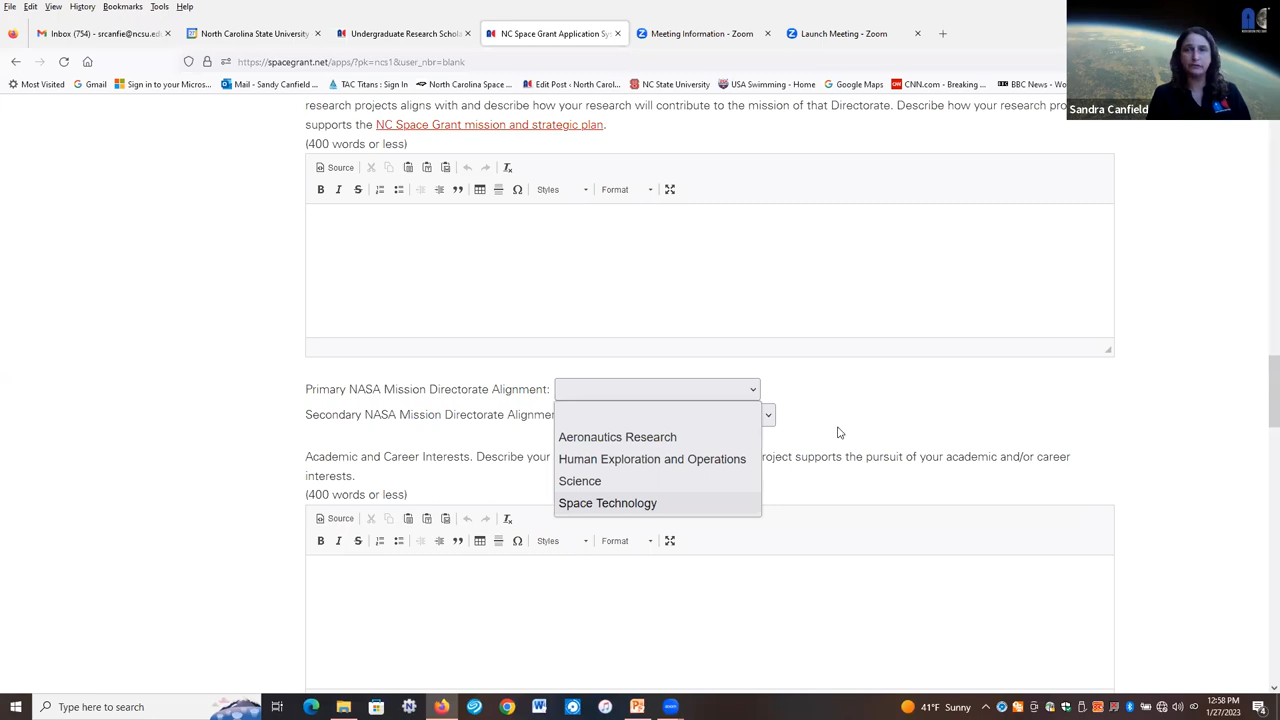 File Edit View History Bookmarks Tools Help
Inbox (754) - srcanfie@ncsu.ed North Carolina State University Undergraduate Research Schola NC Space Grant Application Sy Meeting Information - Zoom Launch Meeting - Zoom
https://spacegrant.net/apps/?pk=ncs1&user_nbr=blank
Most Visited Gmail Sign in to your Micros... Mail - Sandy Canfield ... TAC Titans : Sign In North Carolina Space ... Edit Post ‹ North Carol... NC State University USA Swimming - Home Google Maps CNN.com - Breaking ... BBC News - Wo
Sandra Canfield
research projects aligns with and describe how your research will contribute to the mission of that Directorate. Describe how your research pro
supports the NC Space Grant mission and strategic plan.
(400 words or less)
Source
Styles Format
Primary NASA Mission Directorate Alignment:
Secondary NASA Mission Directorate Alignmen
Aeronautics Research
Human Exploration and Operations
Science
Space Technology
Academic and Career Interests. Describe your project supports the pursuit of your academic and/or career
interests.
(400 words or less)
Source
Styles Format
Type here to search
41°F Sunny
12:58 PM
1/27/2023